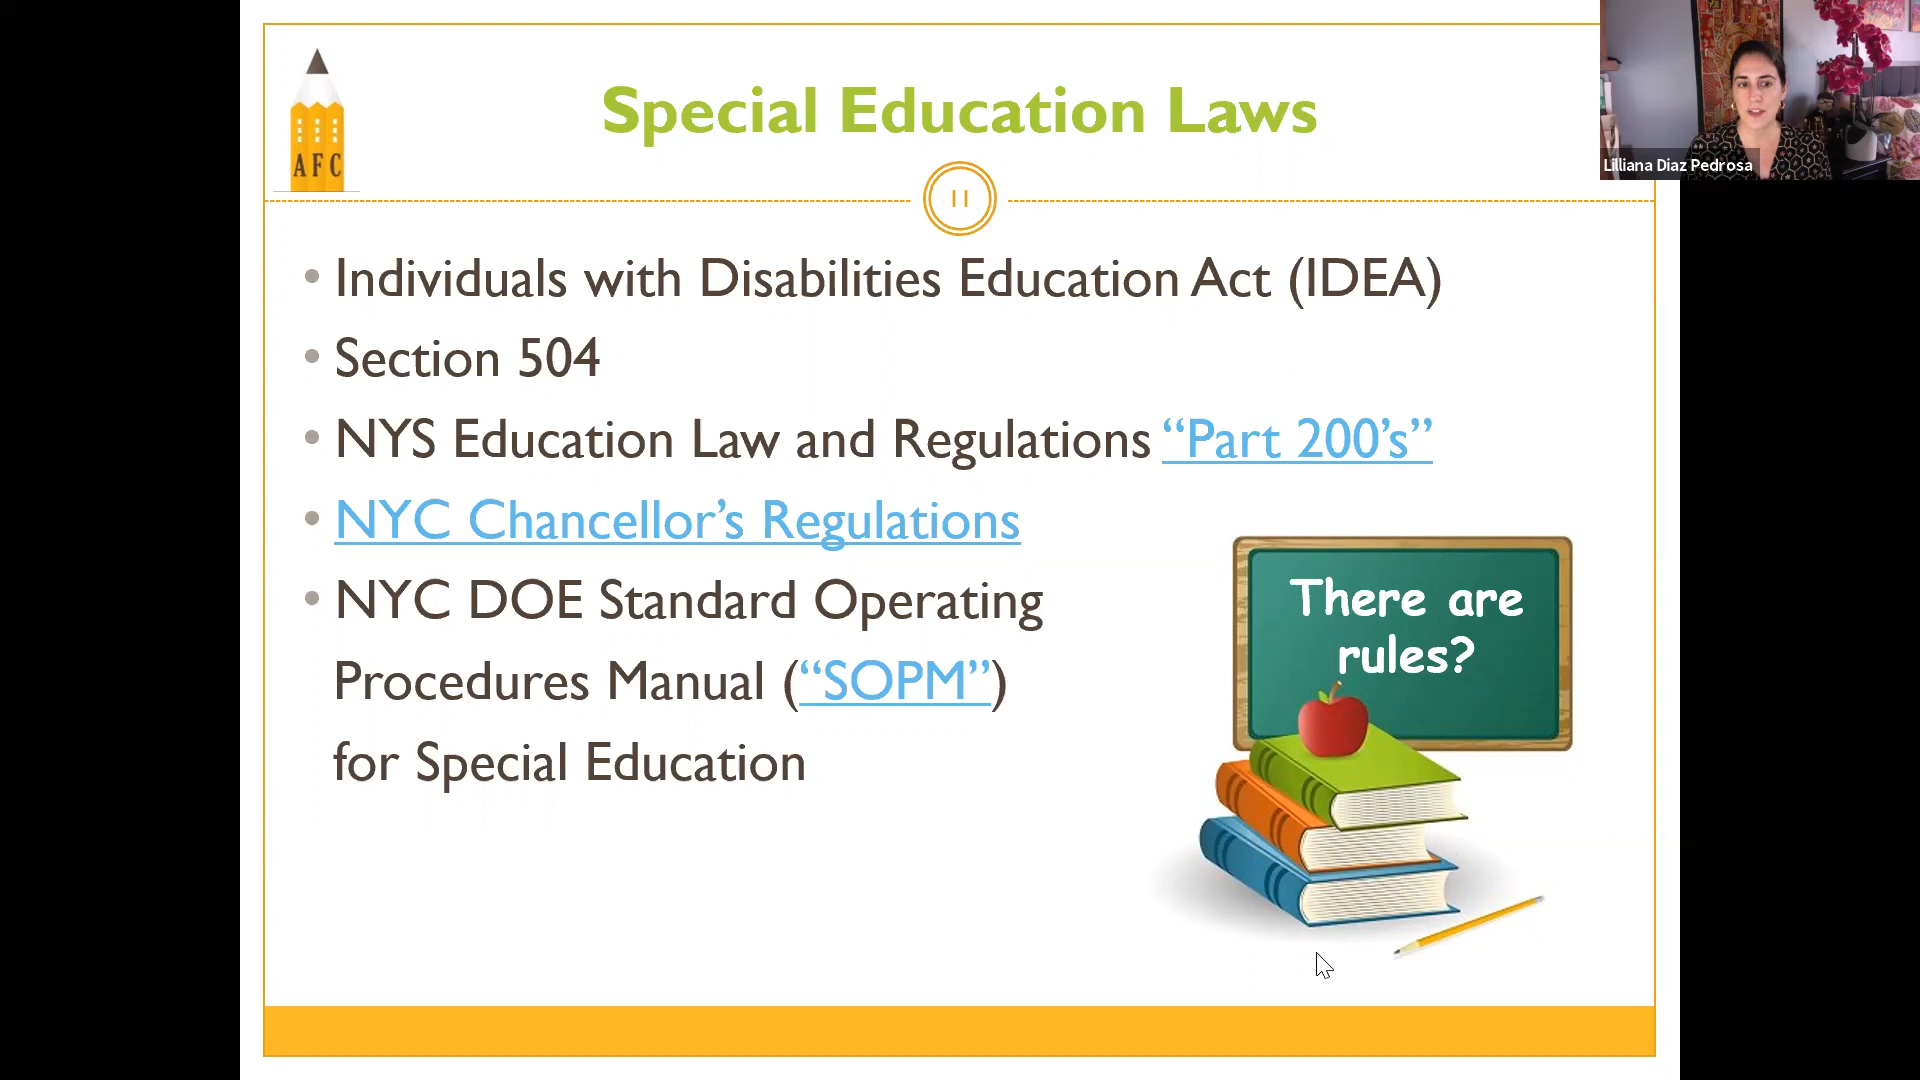 AFC
Special Education Laws
11
Lilliana Diaz Pedrosa
• Individuals with Disabilities Education Act (IDEA)
• Section 504
• NYS Education Law and Regulations “Part 200’s”
• NYC Chancellor’s Regulations
• NYC DOE Standard Operating
Procedures Manual (“SOPM”)
for Special Education
There are
rules?